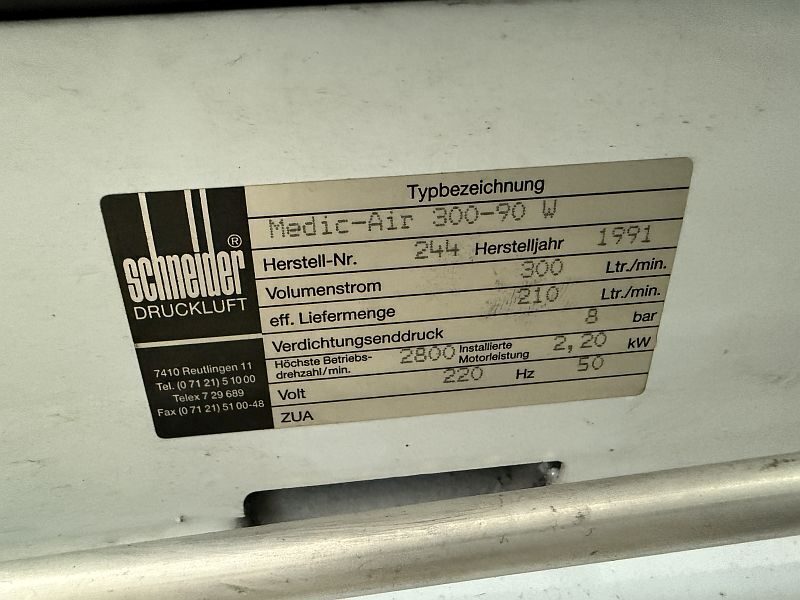 schneider ®
DRUCKLUFT
7410 Reutlingen 11
Tel. (0 71 21) 5 10 00
Telex 7 29 689
Fax (0 71 21) 51 00-48
Typbezeichnung
Medic-Air 300-90 W
Herstell-Nr. 244 Herstelljahr 1991
Volumenstrom 300 Ltr./min.
eff. Liefermenge 210 Ltr./min.
Verdichtungsenddruck 8 bar
Höchste Betriebs-
drehzahl/min. 2800 Installierte
Motorleistung 2,20 kW
Volt 220 Hz 50
ZUA